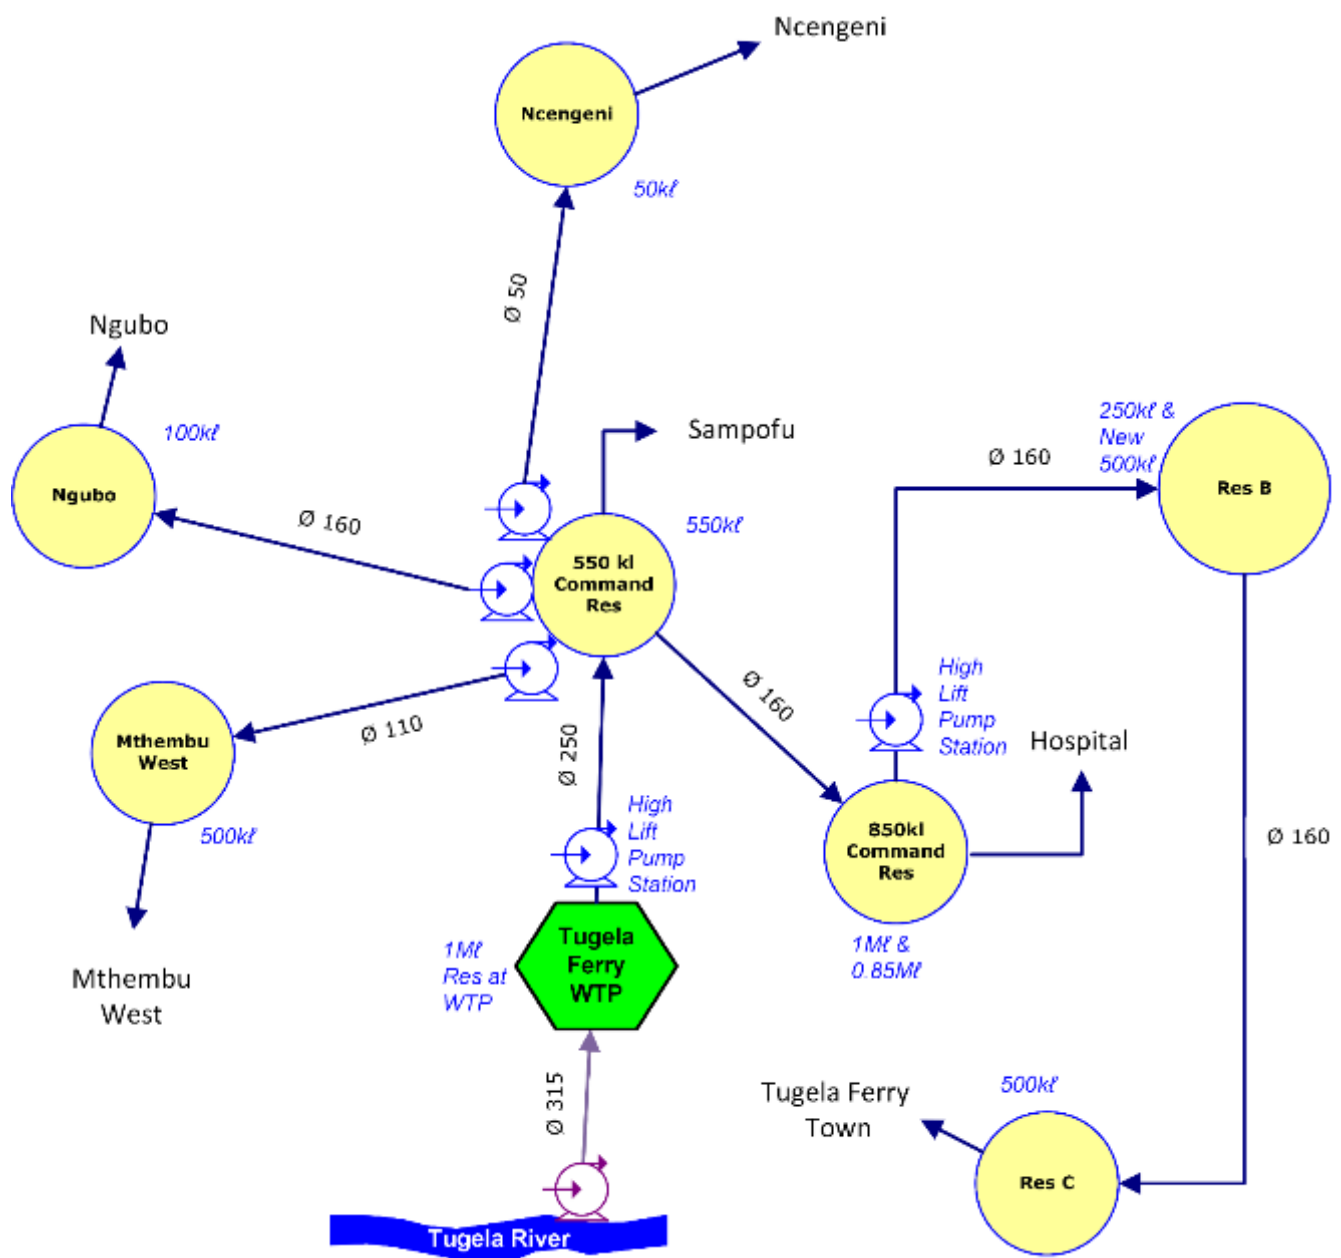 Ncengeni
Ncengeni
50kℓ
Ø 50
Ngubo
100kℓ
Ngubo
Ø 160
Sampofu
550kℓ
550 kl
Command
Res
250kℓ &
New
500kℓ
Ø 160
Res B
Mthembu
West
500kℓ
Ø 110
Mthembu
West
Ø 250
High
Lift
Pump
Station
Ø 160
High
Lift
Pump
Station
Hospital
850kl
Command
Res
1Mℓ &
0.85Mℓ
Ø 160
1Mℓ
Res at
WTP
Tugela
Ferry
WTP
Ø 315
Tugela River
Tugela Ferry
Town
500kℓ
Res C